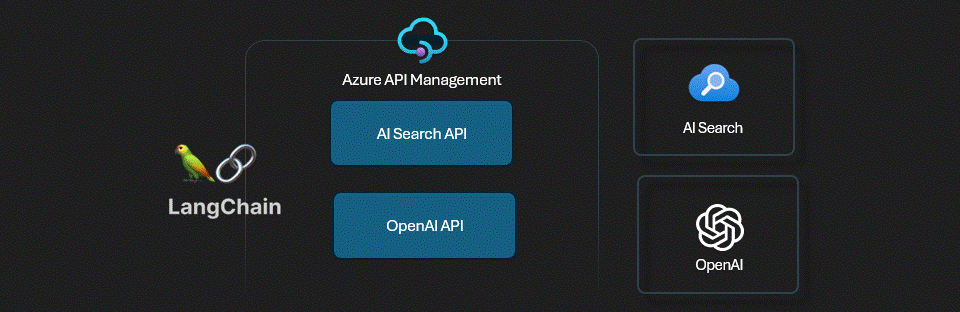 Azure API Management
AI Search API
OpenAI API
LangChain
AI Search
OpenAI